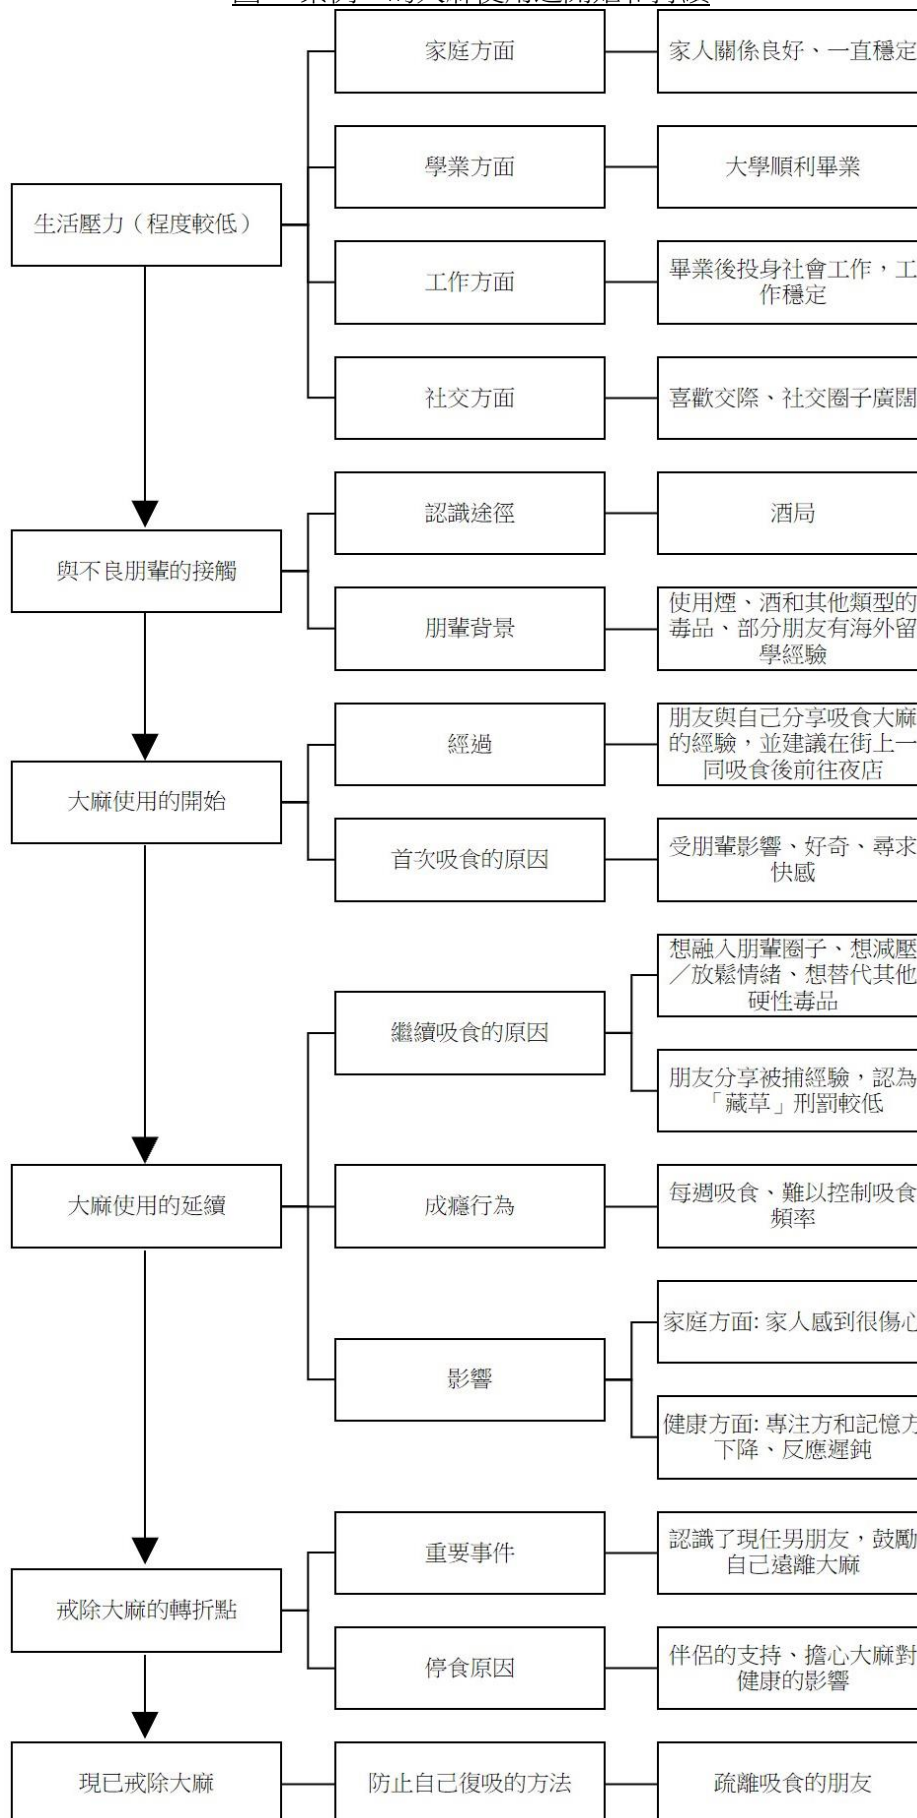 家庭方面
家人關係良好、一直穩定
學業方面
大學順利畢業
生活壓力（程度較低）
工作方面
畢業後投身社會工作，工
作穩定
社交方面
喜歡交際、社交圈子廣闊
認識途徑
酒局
與不良朋輩的接觸
朋輩背景
使用煙、酒和其他類型的
毒品、部分朋友有海外留
學經驗
經過
朋友與自己分享吸食大麻
的經驗，並建議在街上一
同吸食後前往夜店
大麻使用的開始
首次吸食的原因
受朋輩影響、好奇、尋求
快感
繼續吸食的原因
想融入朋輩圈子、想減壓
／放鬆情緒、想替代其他
硬性毒品
朋友分享被捕經驗，認為
「藏草」刑罰較低
大麻使用的延續
成癮行為
每週吸食、難以控制吸食
頻率
影響
家庭方面: 家人感到很傷心
健康方面: 專注方和記憶方
下降、反應遲鈍
重要事件
認識了現任男朋友，鼓勵
自己遠離大麻
戒除大麻的轉折點
停食原因
伴侶的支持、擔心大麻對
健康的影響
現已戒除大麻
防止自己復吸的方法
疏離吸食的朋友